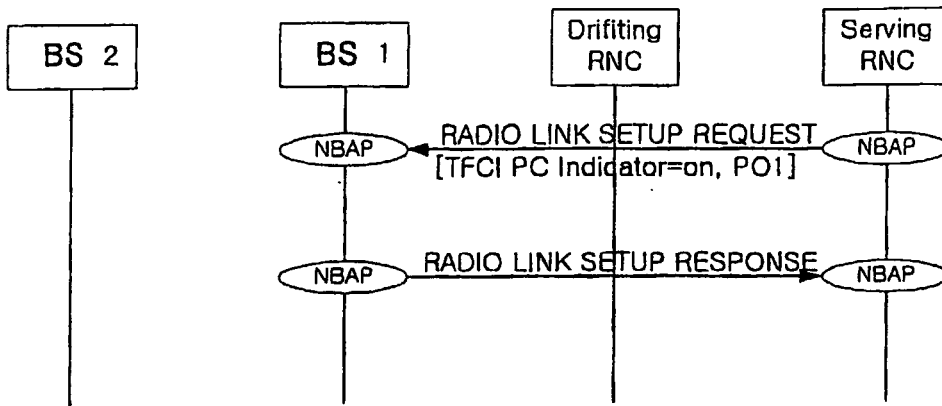 BS 2
BS 1
Drifiting
RNC
Serving
RNC
NBAP
RADIO LINK SETUP REQUEST
NBAP
[TFCI PC Indicator=on, PO1]
NBAP
RADIO LINK SETUP RESPONSE
NBAP